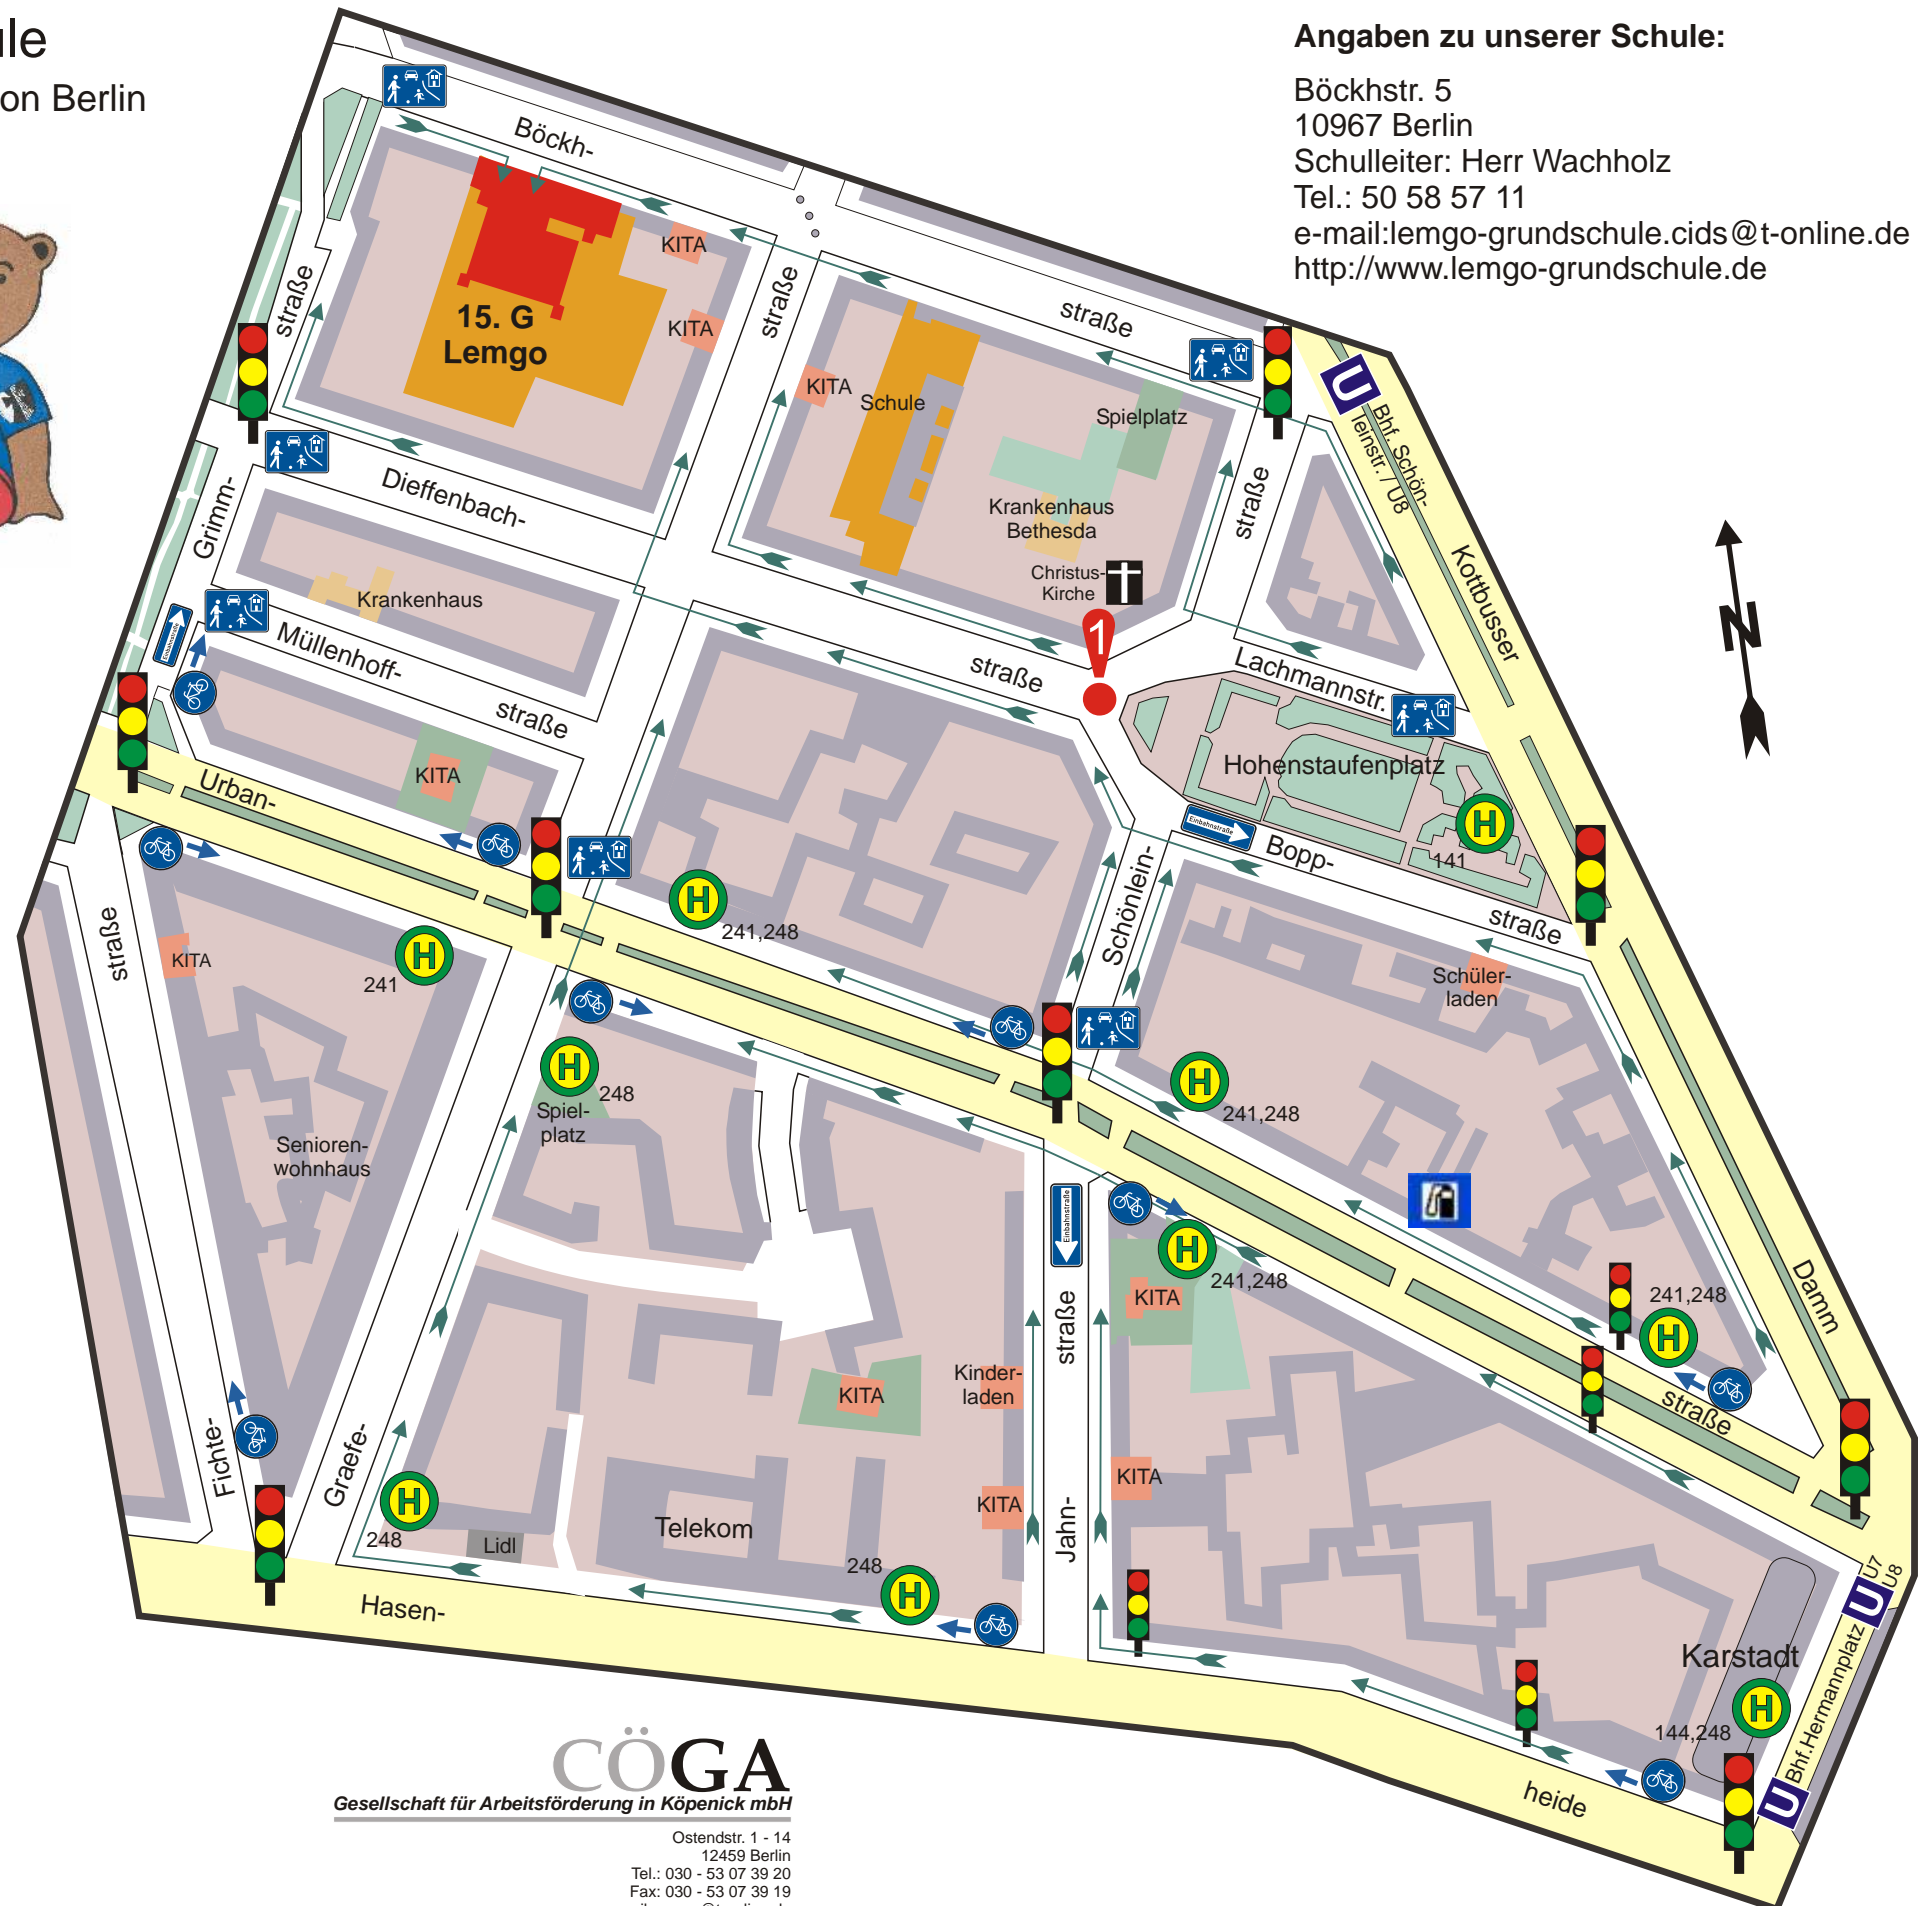 ule
on Berlin
Angaben zu unserer Schule:
Böckhstr. 5
10967 Berlin
Schulleiter: Herr Wachholz
Tel.: 50 58 57 11
e-mail:lemgo-grundschule.cids@t-online.de
http://www.lemgo-grundschule.de
Böckh-
straße
KITA
KITA
15. G
Lemgo
straße
straße
KITA
Schule
Spielplatz
Krankenhaus
Bethesda
Christus-
Kirche
straße
U
Bhf. Schön-
leinstr. / U8
Kottbusser
N
Dieffenbach-
straße
Grimm-
Krankenhaus
Müllenhoff-
straße
Einbahnstraße
1
Lachmannstr.
Hohenstaufenplatz
H
141
Einbahnstraße
Bopp-
straße
KITA
Urban-
H
241,248
Schönlein-
Schüler-
laden
straße
KITA
H
241
H
248
Spiel-
platz
H
241,248
Senioren-
wohnhaus
Einbahnstraße
H
241,248
KITA
straße
241,248
H
Damm
straße
Kinder-
laden
KITA
KITA
KITA
Fichte-
Graefe-
H
248
Lidl
Telekom
248
H
Jahn-
Hasen-
heide
Karstadt
H
144,248
U7
U8
U
Bhf.Hermannplatz
U
CÖGA
Gesellschaft für Arbeitsförderung in Köpenick mbH
Ostendstr. 1 - 14
12459 Berlin
Tel.: 030 - 53 07 39 20
Fax: 030 - 53 07 39 19